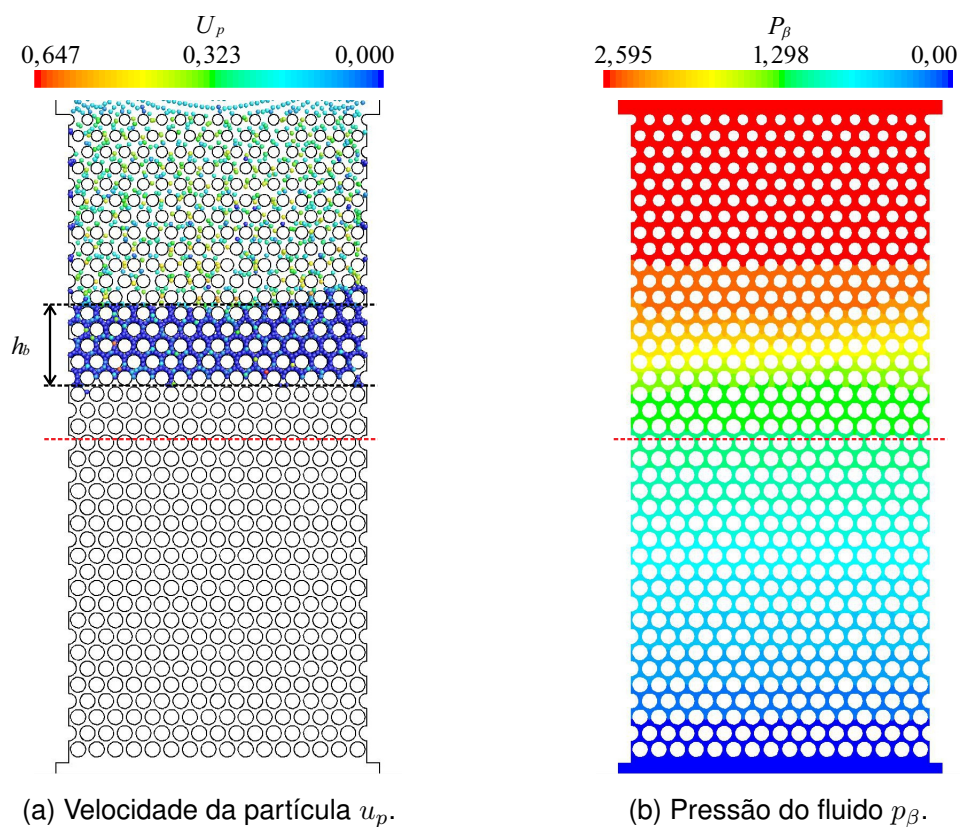 U_p
0,647 0,323 0,000
P_β
2,595 1,298 0,00
h_b
(a) Velocidade da partícula u_p.
(b) Pressão do fluido p_β.